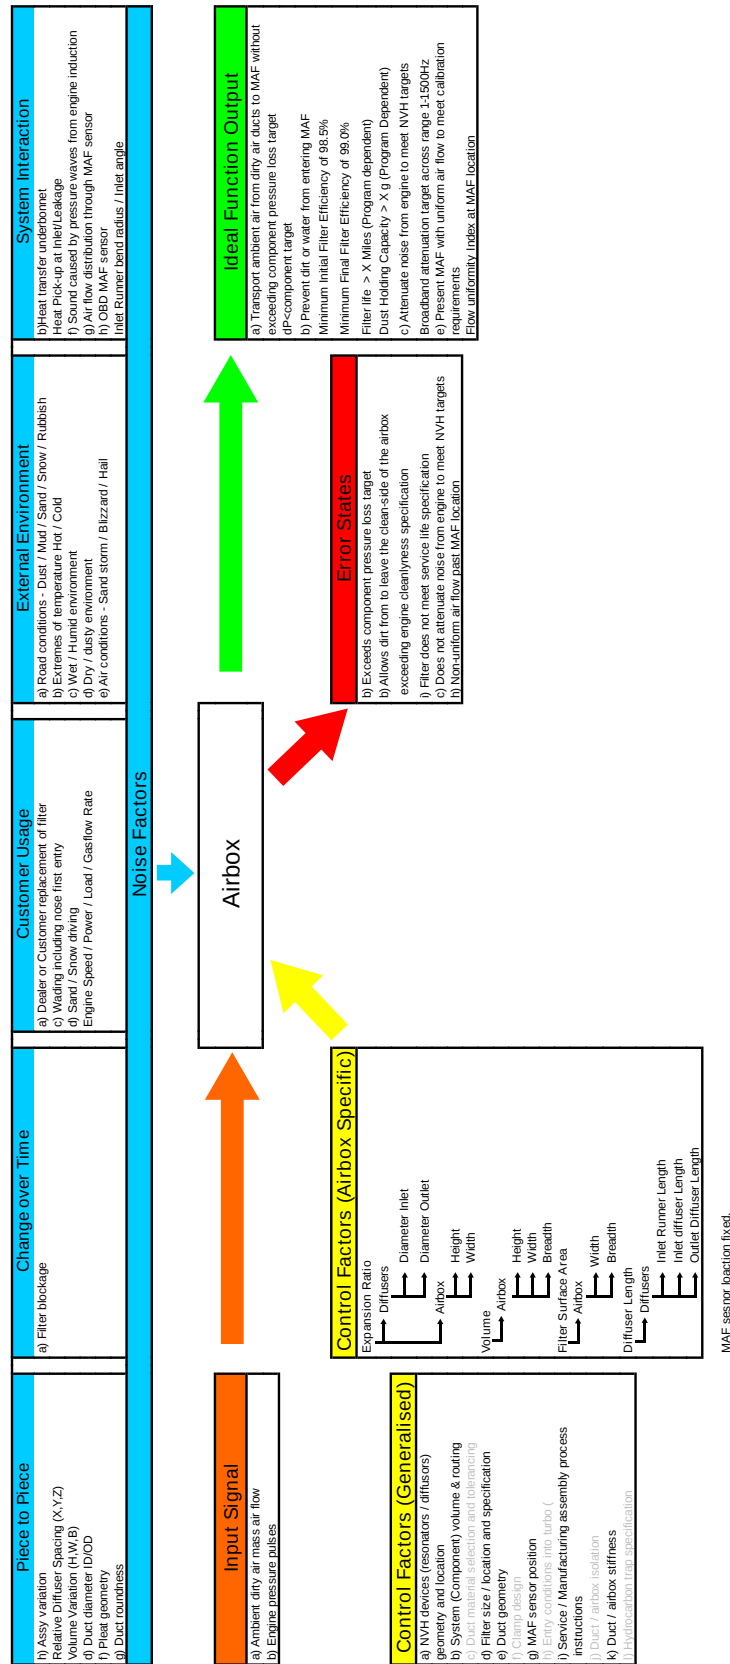 Piece to Piece
h) Assy variation
Relative Diffuser Spacing (X,Y,Z)
Volume Variation (H,W,B)
d) Duct diameter ID/OD
f) Pleat geometry
g) Duct roundness
Change over Time
a) Filter blockage
Customer Usage
a) Dealer or Customer replacement of filter
c) Wading including nose first entry
d) Sand / Snow driving
Engine Speed / Power / Load / Gasflow Rate
External Environment
a) Road conditions - Dust / Mud / Sand / Snow / Rubbish
b) Extremes of temperature Hot / Cold
c) Wet / Humid environment
d) Dry / dusty environment
e) Air conditions - Sand storm / Blizzard / Hail
System Interaction
b)Heat transfer underbonnet
Heat Pick-up at Inlet/Leakage
f) Sound caused by pressure waves from engine induction
g) Air flow distribution through MAF sensor
h) OBD MAF sensor
Inlet Runner bend radius / Inlet angle
Noise Factors
Input Signal
a) Ambient dirty air mass air flow
b) Engine pressure pulses
Airbox
Ideal Function Output
a) Transport ambient air from dirty air ducts to MAF without
exceeding component pressure loss target
dP<component target
b) Prevent dirt or water from entering MAF
Minimum Initial Filter Efficiency of 98.5%
Minimum Final Filter Efficiency of 99.0%
Filter life > X Miles (Program dependent)
Dust Holding Capacity > X g (Program Dependent)
c) Attenuate noise from engine to meet NVH targets
Broadband attenuation target across range 1-1500Hz
e) Present MAF with uniform air flow to meet calibration
requirements
Flow uniformity Index at MAF location
Control Factors (Generalised)
a) NVH devices (resonators / diffusors)
geometry and location
b) System (Component) volume & routing
c) Duct material selection and tolerancing
d) Filter size / location and specification
e) Duct geometry
f) Clamp design
g) MAF sensor position
h) Entry conditions into turbo (
i) Service / Manufacturing assembly process
instructions
j) Duct / airbox isolation
k) Duct / airbox stiffness
l) Hydrocarbon trap specification
Control Factors (Airbox Specific)
Expansion Ratio
Diffusers
Diameter Inlet
Diameter Outlet
Airbox
Height
Width
Volume
Airbox
Height
Width
Breadth
Filter Surface Area
Airbox
Width
Breadth
Diffuser Length
Diffusers
Inlet Runner Length
Inlet diffuser Length
Outlet Diffuser Length
MAF sesnor loaction fixed.
Error States
b) Exceeds component pressure loss target
b) Allows dirt from to leave the clean-side of the airbox
exceeding engine cleanlyness specification
i) Filter does not meet service life specification
c) Does not attenuate noise from engine to meet NVH targets
h) Non-uniform air flow past MAF location